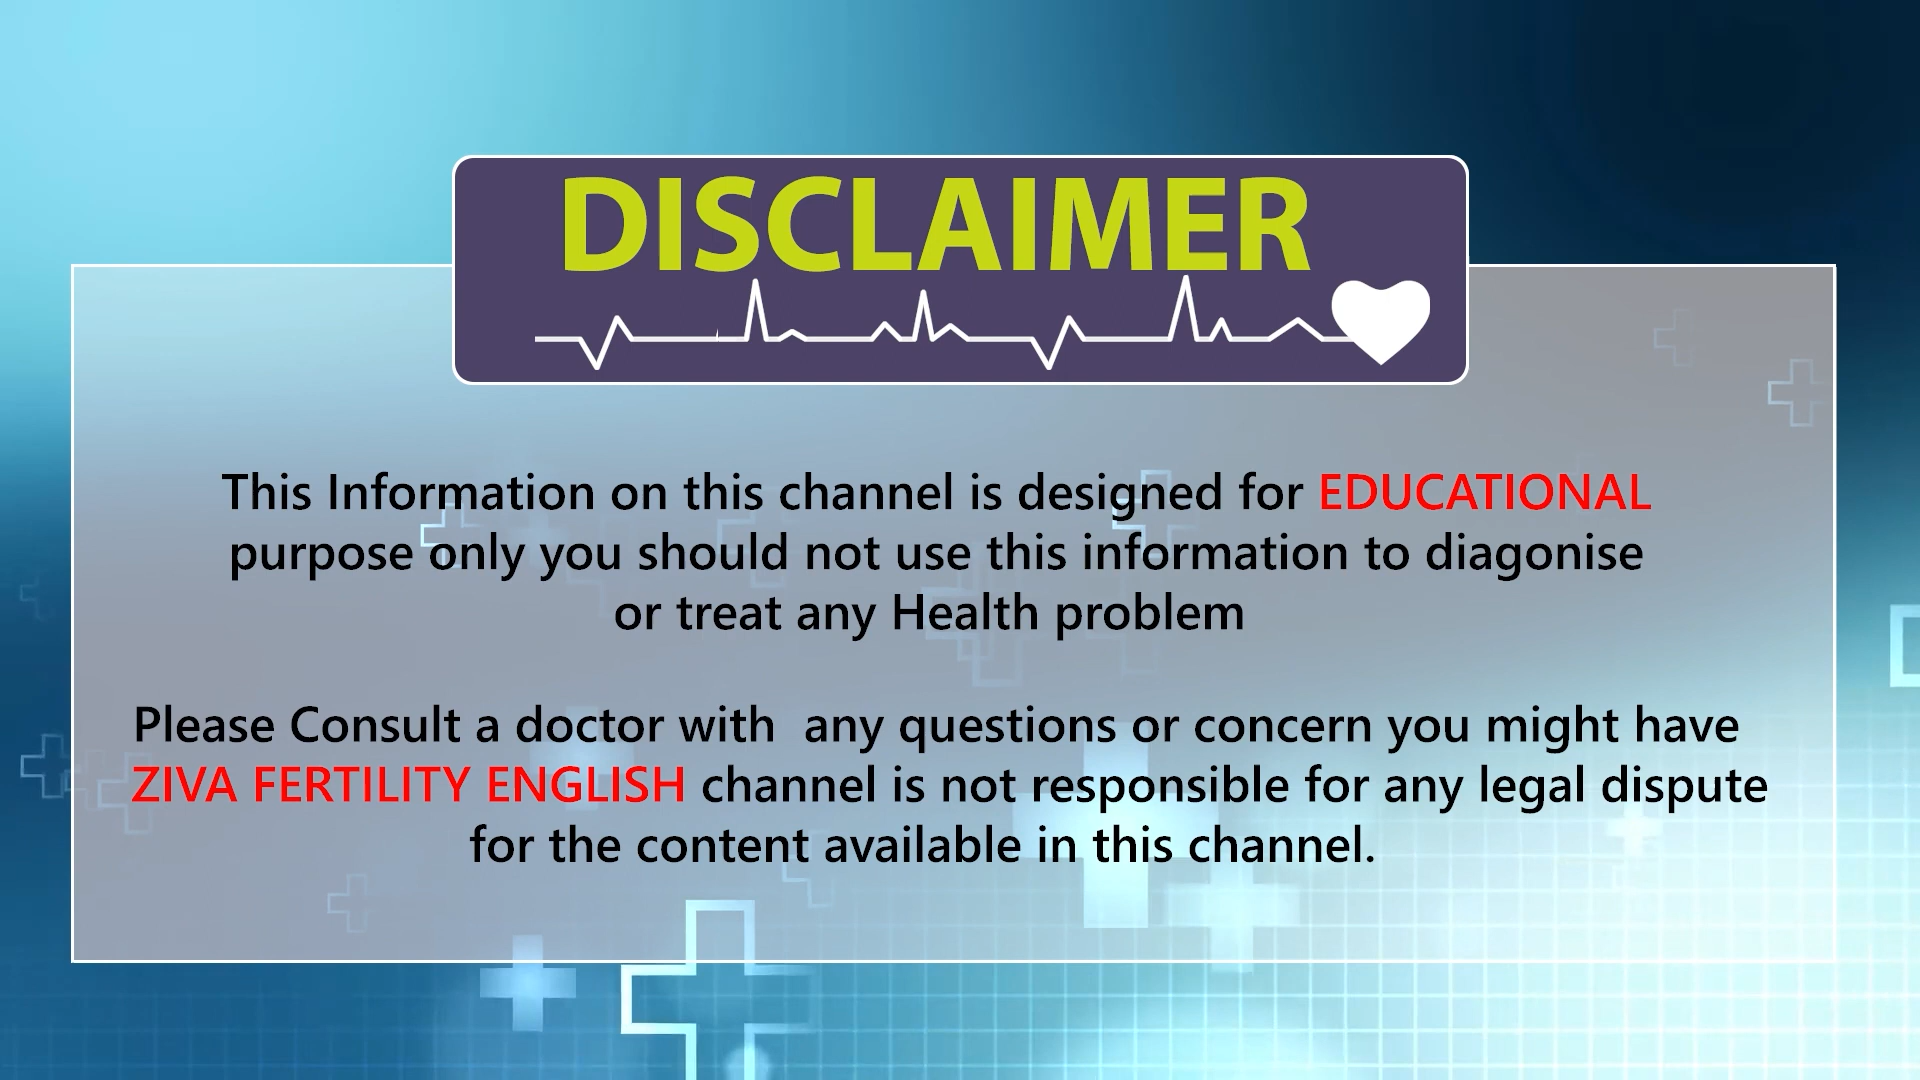 DISCLAIMER
This Information on this channel is designed for EDUCATIONAL
purpose only you should not use this information to diagonise
or treat any Health problem
Please Consult a doctor with  any questions or concern you might have
ZIVA FERTILITY ENGLISH channel is not responsible for any legal dispute
for the content available in this channel.